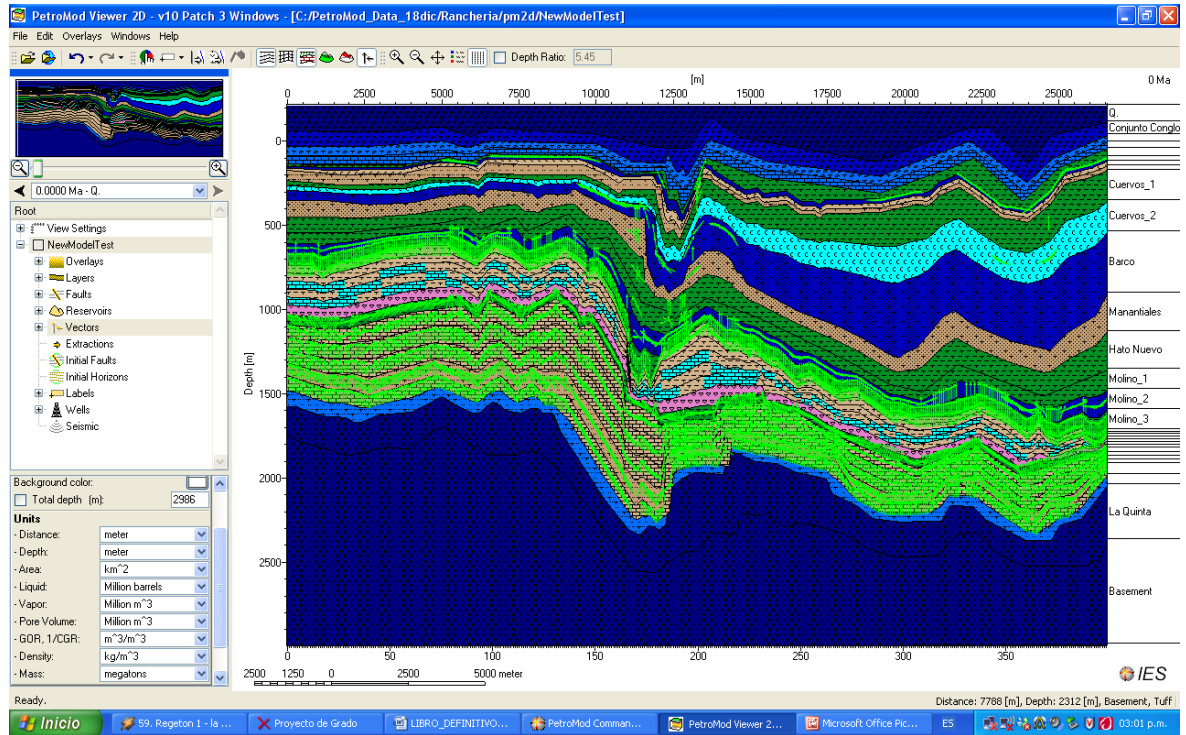 PetroMod Viewer 2D - v10 Patch 3 Windows - [C:/PetroMod_Data_18dic/Rancheria/pm2d/NewModelTest]
File Edit Overlays Windows Help
Depth Ratio: 5.45
[m] 0 Ma
0 2500 5000 7500 10000 12500 15000 17500 20000 22500 25000
0.0000 Ma - Q.
Root
View Settings
NewModelTest
Overlays
Layers
Faults
Reservoirs
Vectors
Extractions
Initial Faults
Initial Horizons
Labels
Wells
Seismic
Background color:
Total depth (m): 2986
Units
- Distance: meter
- Depth: meter
- Area: km^2
- Liquid: Million barrels
- Vapor: Million m^3
- Pore Volume: Million m^3
- GOR, 1/CGR: m^3/m^3
- Density: kg/m^3
- Mass: megatons
Depth [m]
0
500
1000
1500
2000
2500
Q.
Conjunto Conglo
Cuervos_1
Cuervos_2
Barco
Manantiales
Hato Nuevo
Molino_1
Molino_2
Molino_3
La Quinta
Basement
0 50 100 150 200 250 300 350
2500 1250 0 2500 5000 meter
IES
Ready. Distance: 7788 [m], Depth: 2312 [m], Basement, Tuff
Inicio 59. Regeton 1 - la ... Proyecto de Grado LIBRO_DEFINITIVO... PetroMod Comman... PetroMod Viewer 2... Microsoft Office Pic... ES 03:01 p.m.